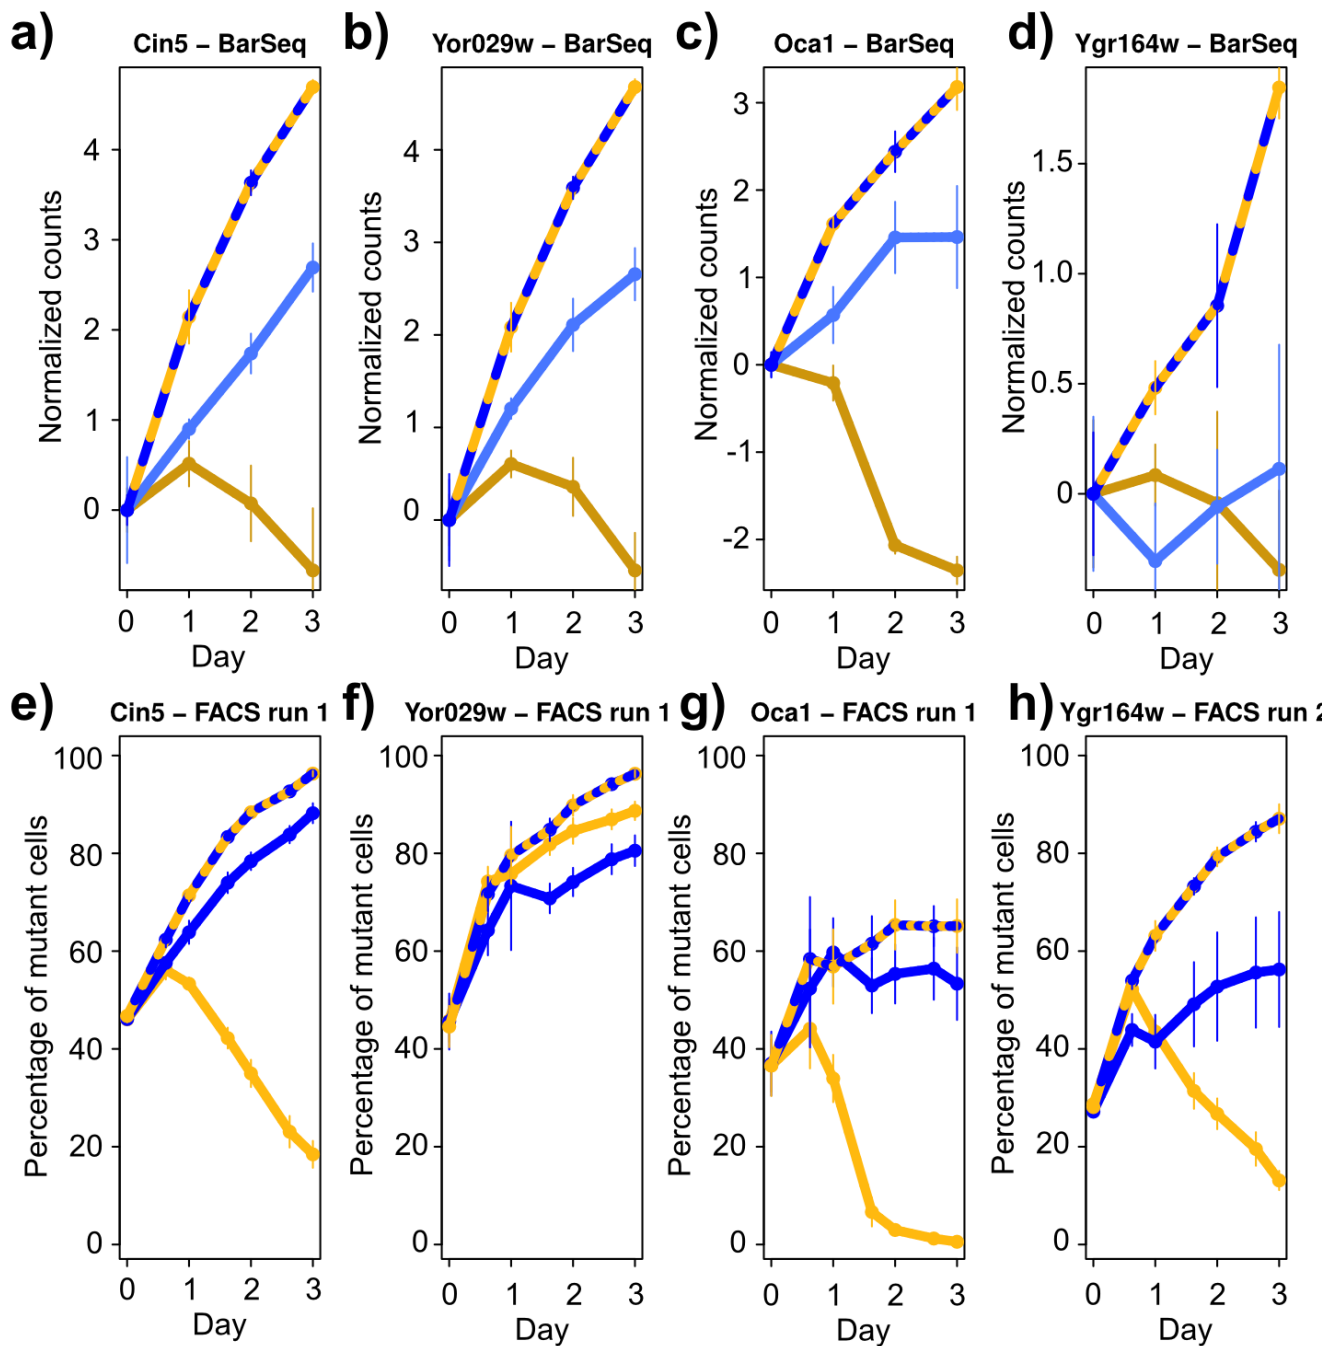 a) Cin5 – BarSeq
b) Yor029w – BarSeq
c) Oca1 – BarSeq
d) Ygr164w – BarSeq
Normalized counts
4
3
2
1
0
0 1 2 3
Day
Normalized counts
4
3
2
1
0
0 1 2 3
Day
Normalized counts
3
2
1
0
-1
-2
0 1 2 3
Day
Normalized counts
1.5
1.0
0.5
0
0 1 2 3
Day
e) Cin5 – FACS run 1
f) Yor029w – FACS run 1
g) Oca1 – FACS run 1
h) Ygr164w – FACS run 2
Percentage of mutant cells
100
80
60
40
20
0
0 1 2 3
Day
Percentage of mutant cells
100
80
60
40
20
0
0 1 2 3
Day
Percentage of mutant cells
100
80
60
40
20
0
0 1 2 3
Day
Percentage of mutant cells
100
80
60
40
20
0
0 1 2 3
Day